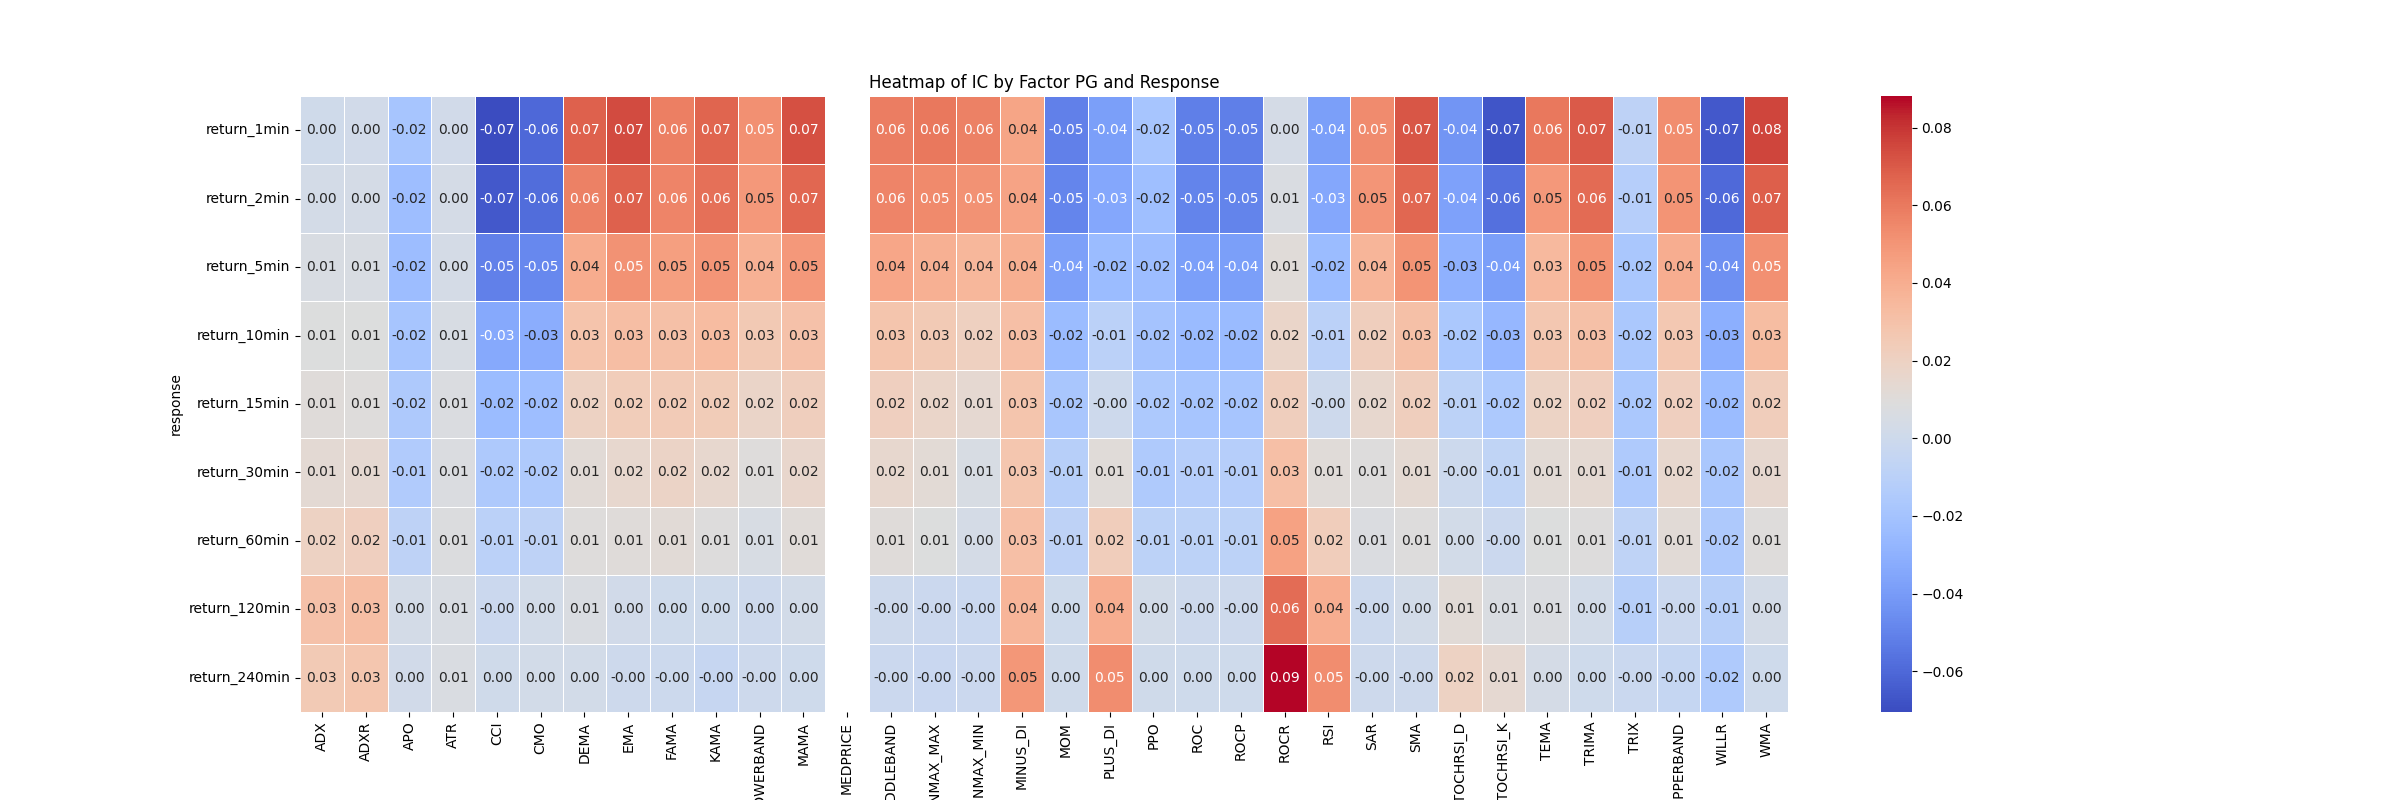 Heatmap of IC by Factor PG and Response
return_1min 0.00 0.00 -0.02 0.00 -0.07 -0.06 0.07 0.07 0.06 0.07 0.05 0.07 0.06 0.06 0.06 0.04 -0.05 -0.04 -0.02 -0.05 -0.05 0.00 -0.04 0.05 0.07 -0.04 -0.07 0.06 0.07 -0.01 0.05 -0.07 0.08
return_2min 0.00 0.00 -0.02 0.00 -0.07 -0.06 0.06 0.07 0.06 0.06 0.05 0.07 0.06 0.05 0.05 0.04 -0.05 -0.03 -0.02 -0.05 -0.05 0.01 -0.03 0.05 0.07 -0.04 -0.06 0.05 0.06 -0.01 0.05 -0.06 0.07
return_5min 0.01 0.01 -0.02 0.00 -0.05 -0.05 0.04 0.05 0.05 0.05 0.04 0.05 0.04 0.04 0.04 0.04 -0.04 -0.02 -0.02 -0.04 -0.04 0.01 -0.02 0.04 0.05 -0.03 -0.04 0.03 0.05 -0.02 0.04 -0.04 0.05
return_10min 0.01 0.01 -0.02 0.01 -0.03 -0.03 0.03 0.03 0.03 0.03 0.03 0.03 0.03 0.03 0.02 0.03 -0.02 -0.01 -0.02 -0.02 -0.02 0.02 -0.01 0.02 0.03 -0.02 -0.03 0.03 0.03 -0.02 0.03 -0.03 0.03
return_15min 0.01 0.01 -0.02 0.01 -0.02 -0.02 0.02 0.02 0.02 0.02 0.02 0.02 0.02 0.02 0.01 0.03 -0.02 -0.00 -0.02 -0.02 -0.02 0.02 -0.00 0.02 0.02 -0.01 -0.02 0.02 0.02 -0.02 0.02 -0.02 0.02
return_30min 0.01 0.01 -0.01 0.01 -0.02 -0.02 0.01 0.02 0.02 0.02 0.01 0.02 0.02 0.01 0.01 0.03 -0.01 0.01 -0.01 -0.01 -0.01 0.03 0.01 0.01 0.01 -0.00 -0.01 0.01 0.01 -0.01 0.02 -0.02 0.01
return_60min 0.02 0.02 -0.01 0.01 -0.01 -0.01 0.01 0.01 0.01 0.01 0.01 0.01 0.01 0.01 0.00 0.03 -0.01 0.02 -0.01 -0.01 -0.01 0.05 0.02 0.01 0.01 0.00 -0.00 0.01 0.01 -0.01 0.01 -0.02 0.01
return_120min 0.03 0.03 0.00 0.01 -0.00 0.00 0.01 0.00 0.00 0.00 0.00 0.00 -0.00 -0.00 -0.00 0.04 0.00 0.04 0.00 -0.00 -0.00 0.06 0.04 -0.00 0.00 0.01 0.01 0.01 0.00 -0.01 -0.00 -0.01 0.00
return_240min 0.03 0.03 0.00 0.01 0.00 0.00 0.00 -0.00 -0.00 -0.00 -0.00 0.00 -0.00 -0.00 -0.00 0.05 0.00 0.05 0.00 0.00 0.00 0.09 0.05 -0.00 -0.00 0.02 0.01 0.00 0.00 -0.00 -0.00 -0.02 0.00
response
ADX
ADXR
APO
ATR
CCI
CMO
DEMA
EMA
FAMA
KAMA
OWERBAND
MAMA
MEDPRICE
DDLEBAND
NMAX_MAX
NMAX_MIN
MINUS_DI
MOM
PLUS_DI
PPO
ROC
ROCP
ROCR
RSI
SAR
SMA
TOCHRSI_D
TOCHRSI_K
TEMA
TRIMA
TRIX
PPERBAND
WILLR
WMA
0.08
0.06
0.04
0.02
0.00
−0.02
−0.04
−0.06